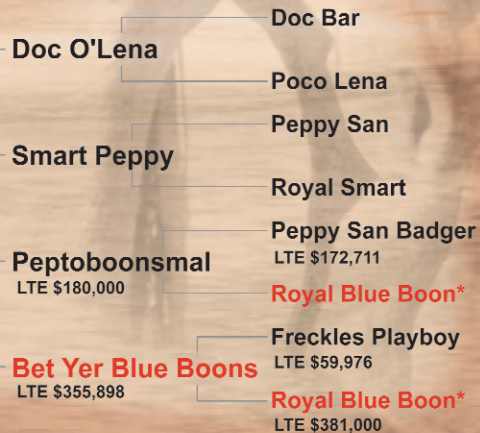 Doc Bar
Doc O'Lena
Poco Lena
Peppy San
Smart Peppy
Royal Smart
Peppy San Badger
LTE $172,711
Peptoboonsmal
LTE $180,000
Royal Blue Boon*
Freckles Playboy
LTE $59,976
Bet Yer Blue Boons
LTE $355,898
Royal Blue Boon*
LTE $381,000